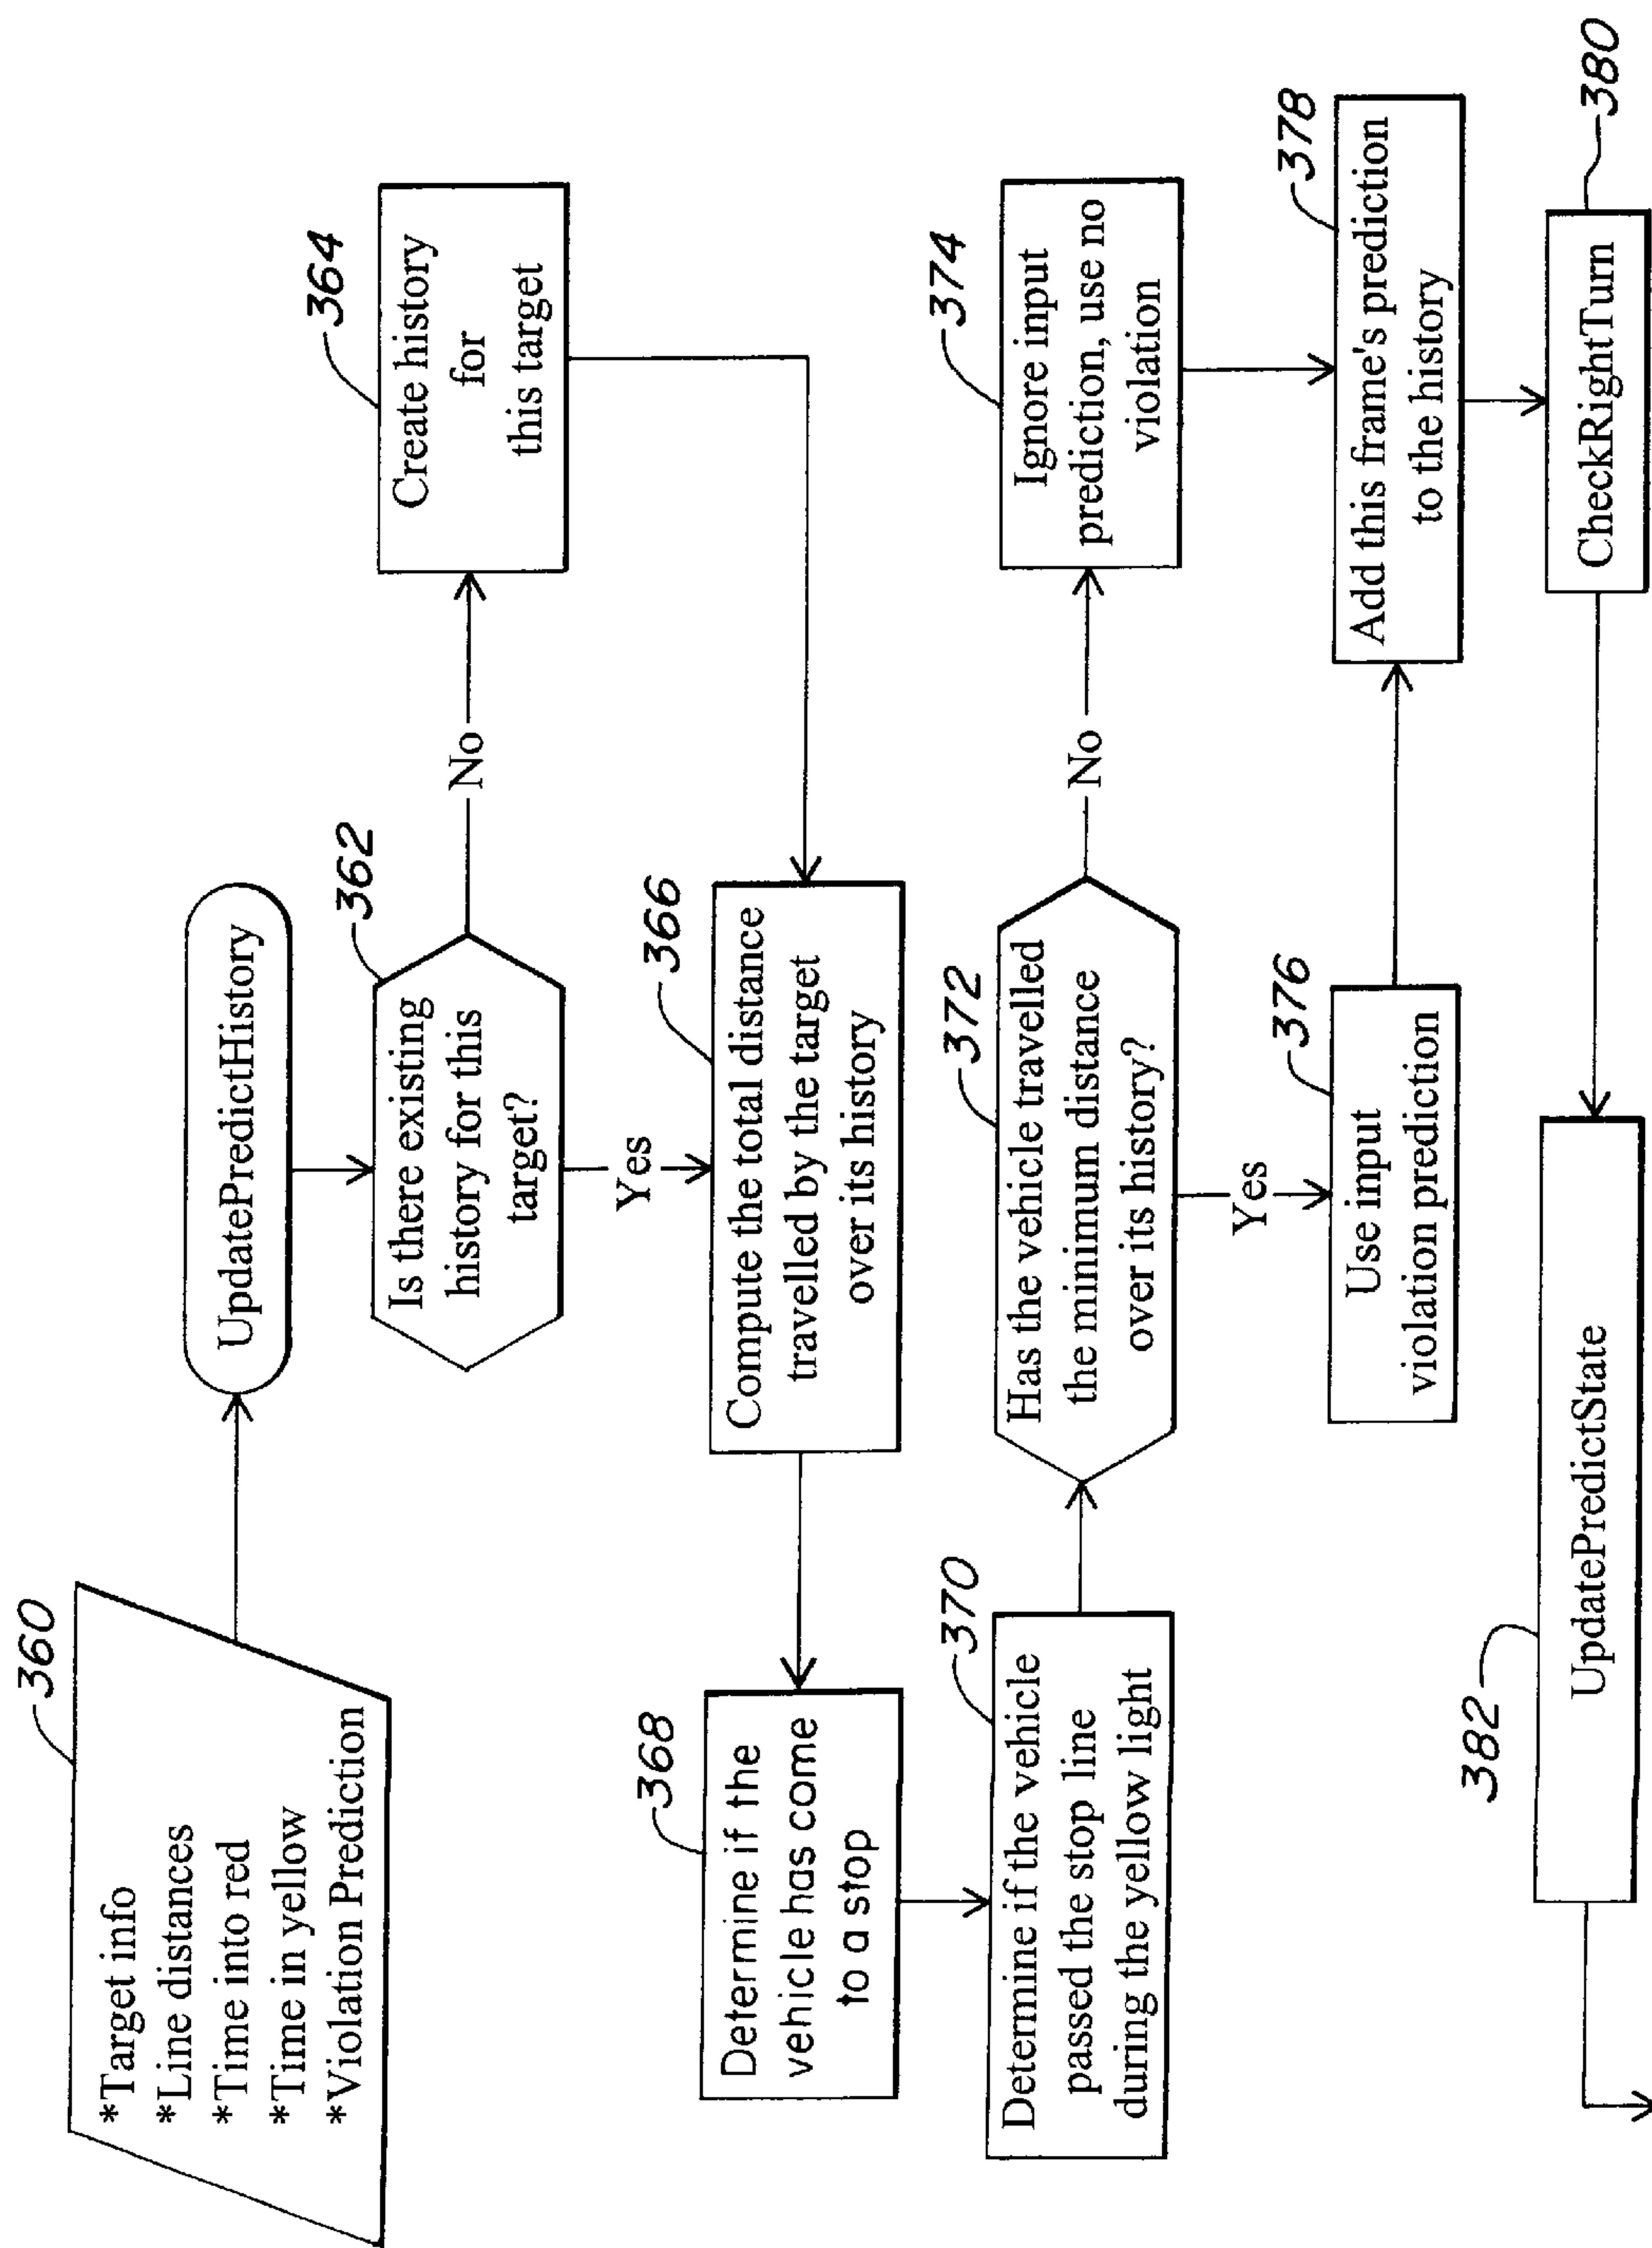 360
*Target info
*Line distances
*Time into red
*Time in yellow
*Violation Prediction
UpdatePredictHistory
362
Is there existing
history for this
target?
No
Yes
364
Create history
for
this target
366
Compute the total distance
travelled by the target
over its history
368
Determine if the
vehicle has come
to a stop
370
Determine if the vehicle
passed the stop line
during the yellow light
372
Has the vehicle travelled
the minimum distance
over its history?
No
Yes
374
Ignore input
prediction, use no
violation
376
Use input
violation prediction
378
Add this frame's prediction
to the history
380
CheckRightTurn
382
UpdatePredictState